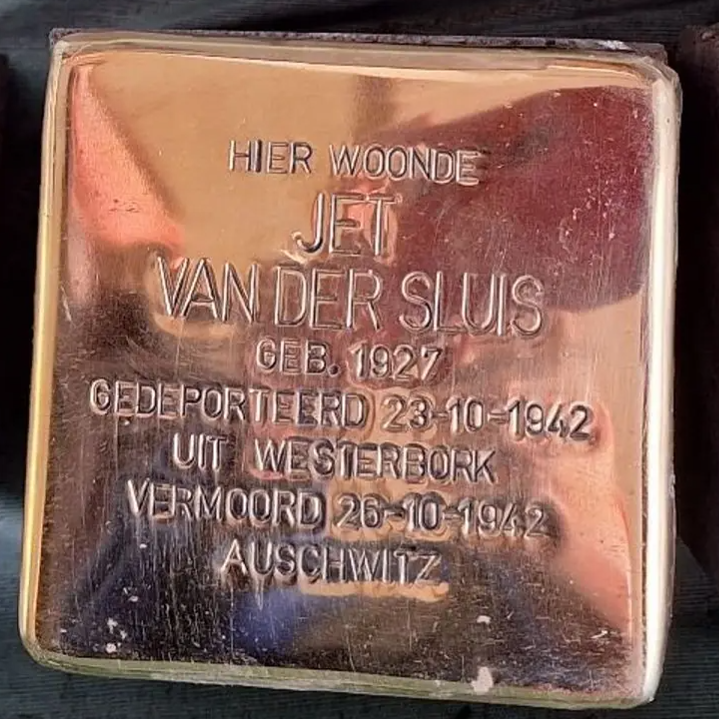 HIER WOONDE
JET
VAN DER SLUIS
GEB. 1927
GEDEPORTEERD 23-10-1942
UIT WESTERBORK
VERMOORD 26-10-1942
AUSCHWITZ